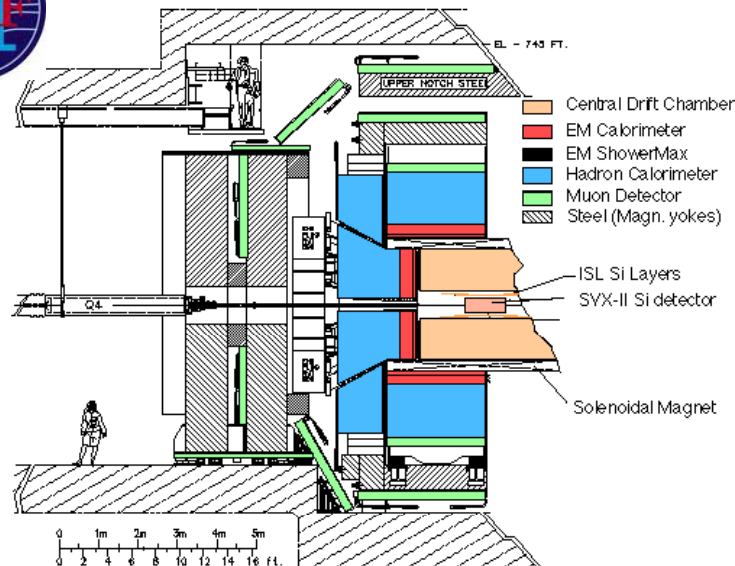 EL - 743 FT.
UPPER NOTCH STEEL
Central Drift Chamber
EM Calorimeter
EM ShowerMax
Hadron Calorimeter
Muon Detector
Steel (Magn. yokes)
ISL Si Layers
SVX-II Si detector
Q4
Solenoidal Magnet
0 1m 2m 3m 4m 5m
0 2 4 6 8 10 12 14 16 ft.